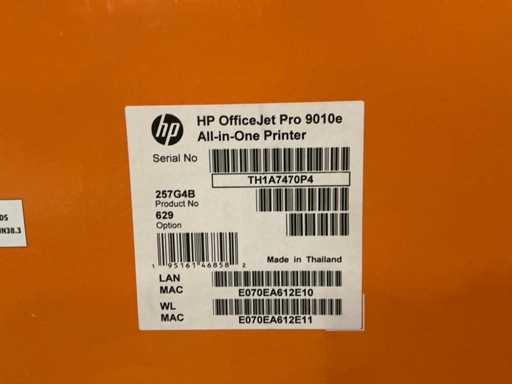 hp
HP OfficeJet Pro 9010e
All-in-One Printer
Serial No
TH1A7470P4
257G4B
Product No
629
Option
1 95161 46858 2
Made in Thailand
LAN
MAC
E070EA612E10
WL
MAC
E070EA612E11